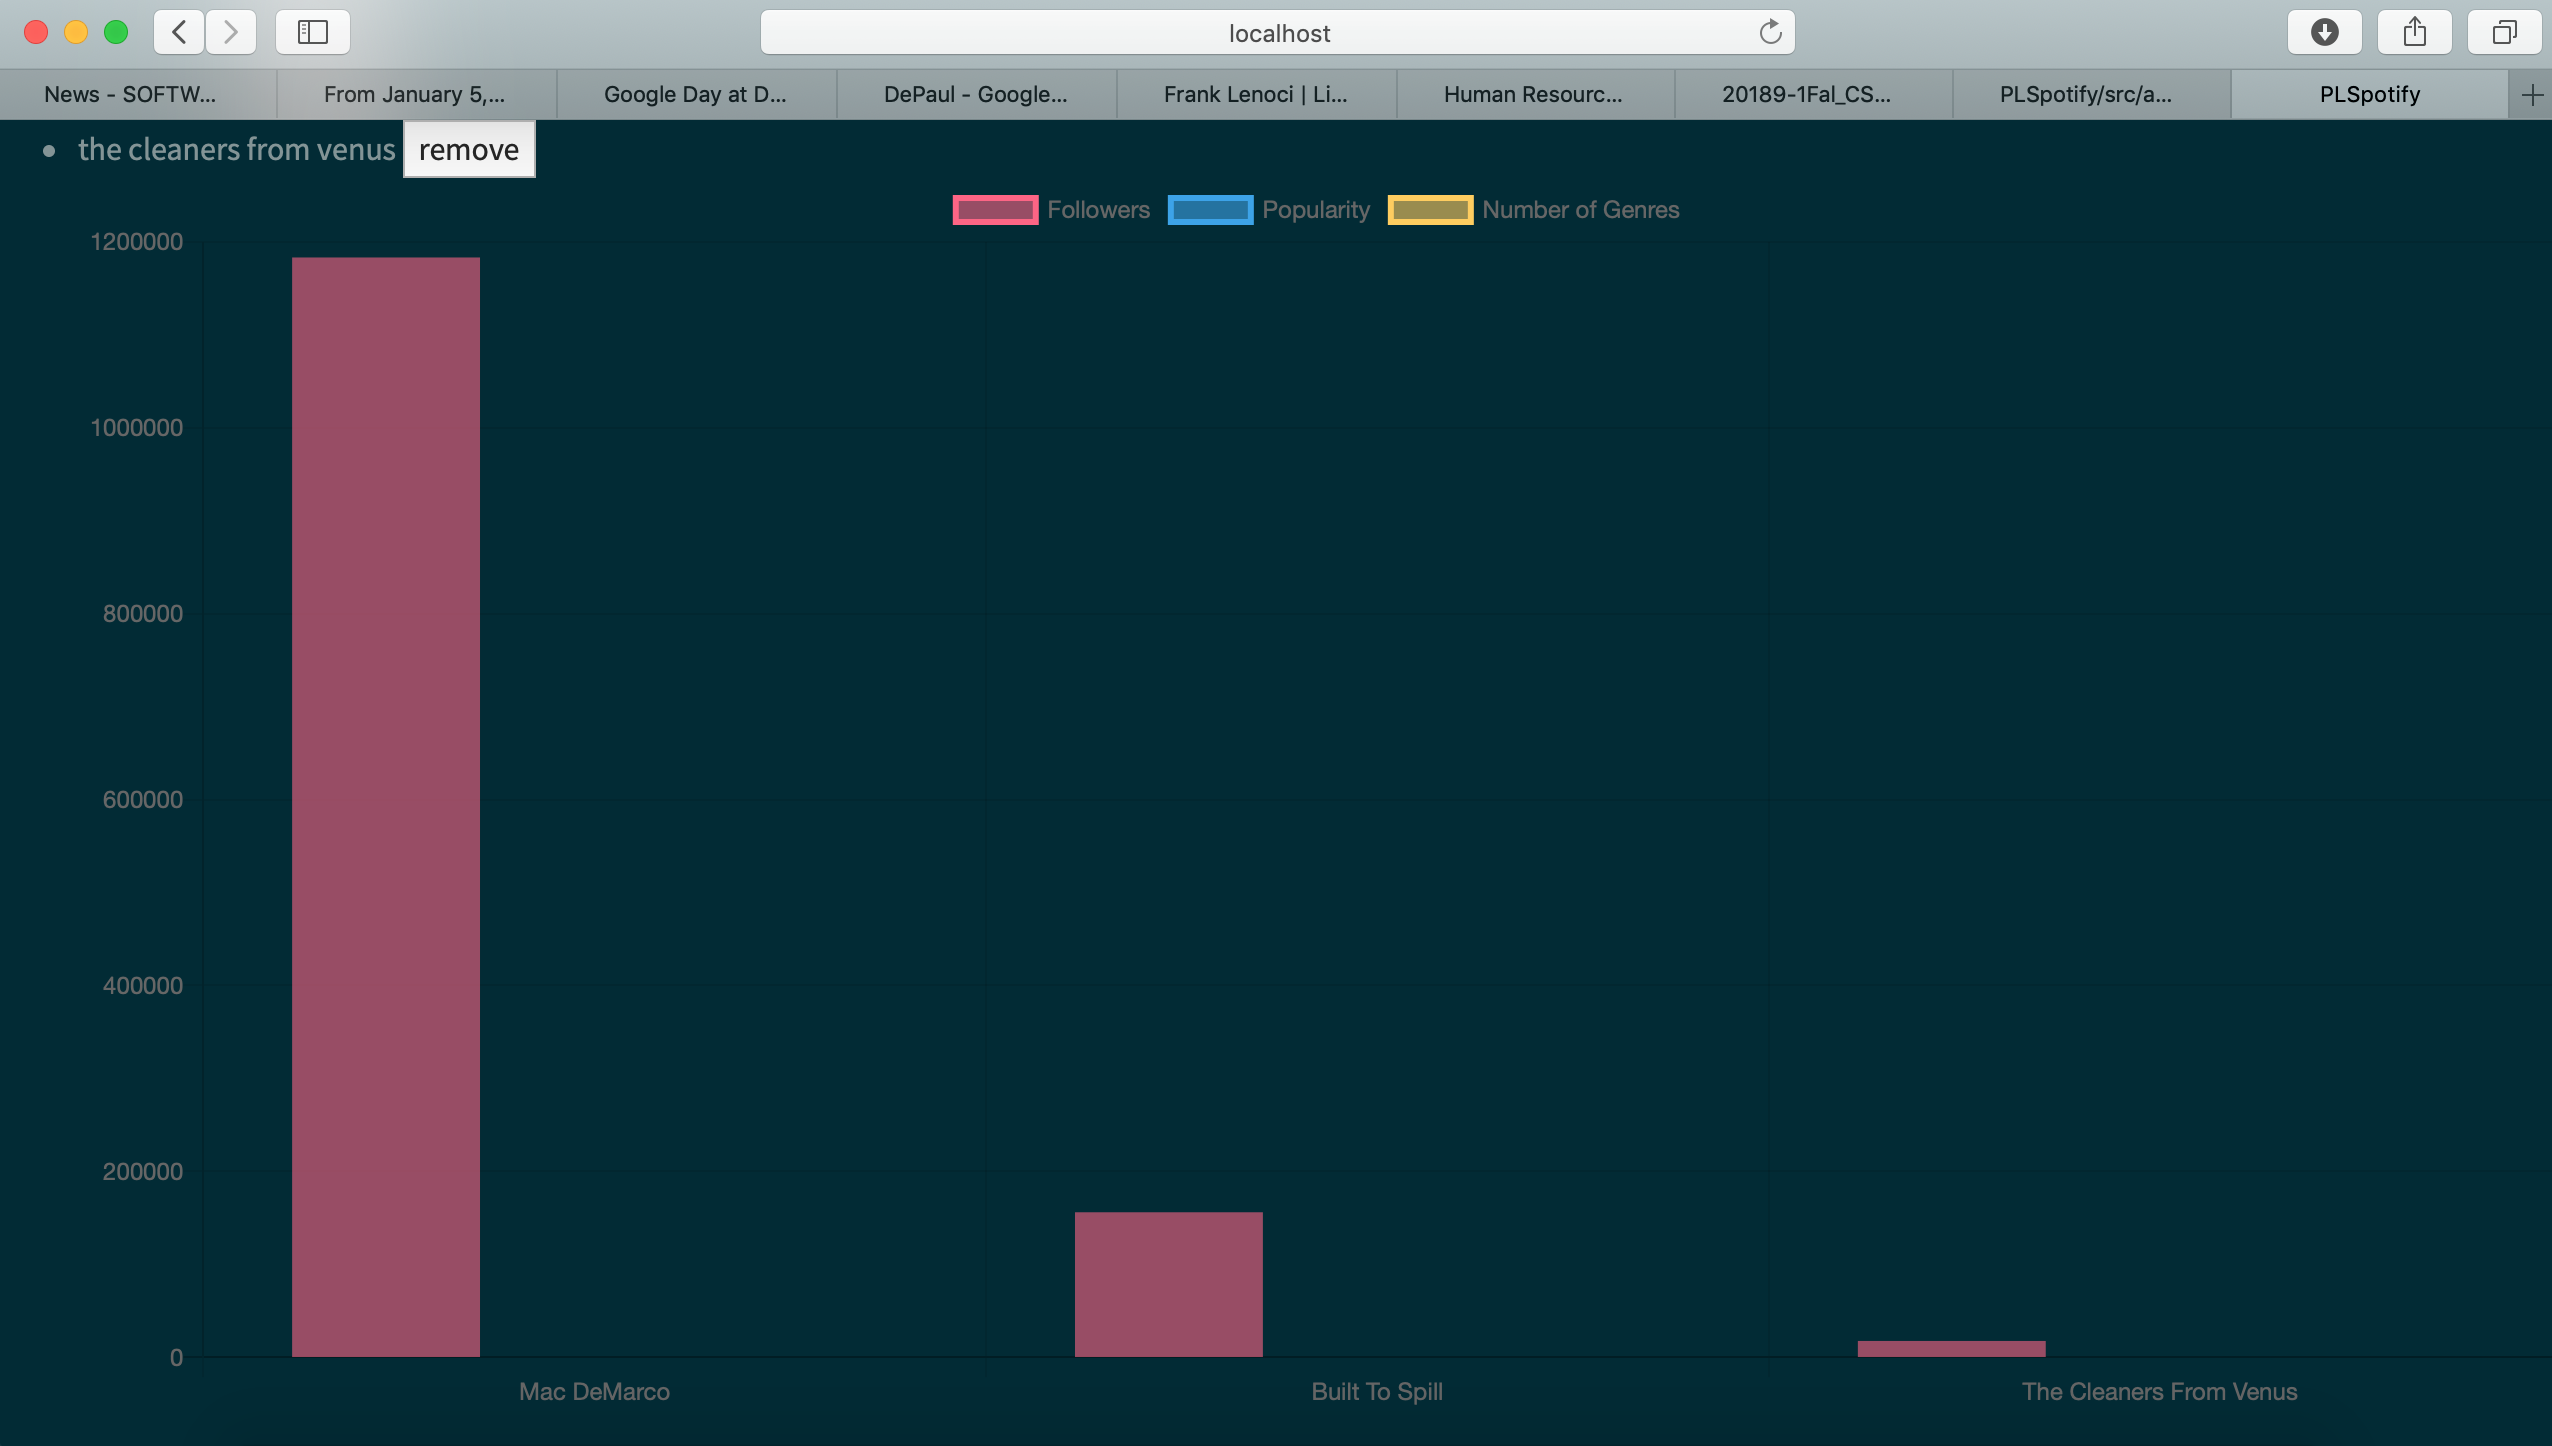 localhost
News - SOFTW...
From January 5,...
Google Day at D...
DePaul - Google...
Frank Lenoci | Li...
Human Resourc...
20189-1Fal_CS...
PLSpotify/src/a...
PLSpotify
the cleaners from venus remove
Followers Popularity Number of Genres
1200000
1000000
800000
600000
400000
200000
0
Mac DeMarco Built To Spill The Cleaners From Venus